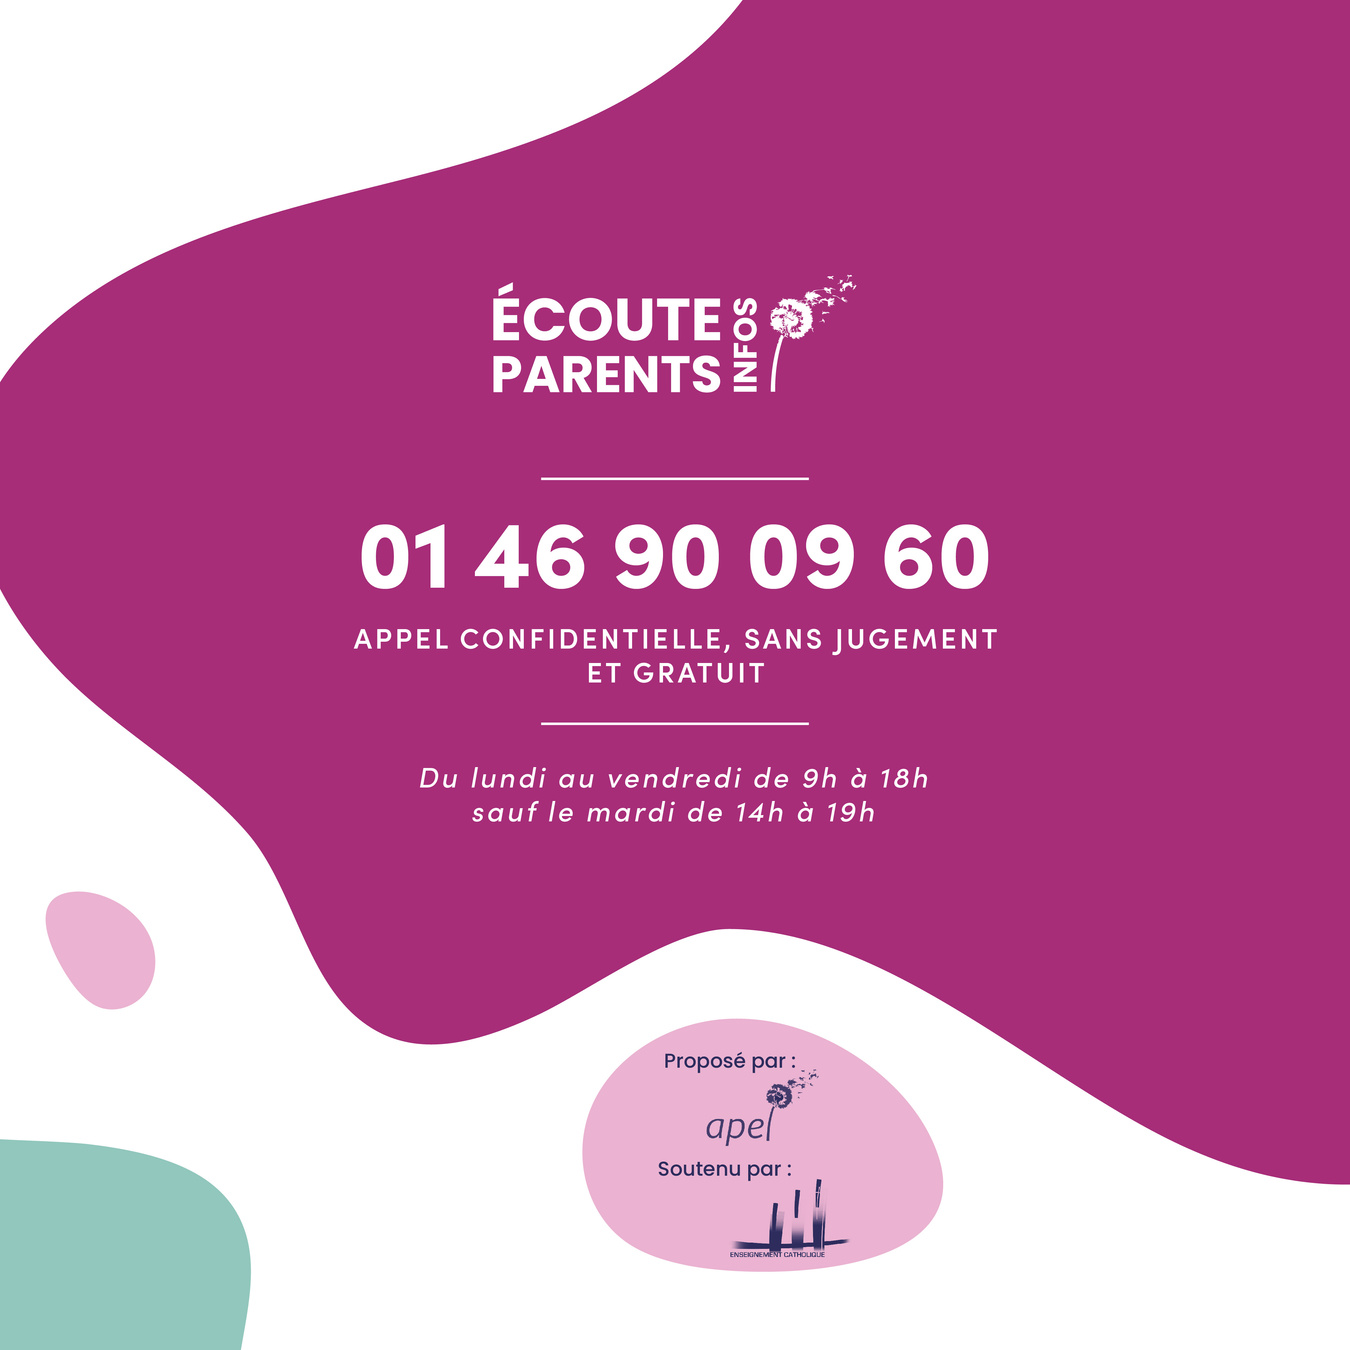 ÉCOUTE
PARENTS
INFOS
01 46 90 09 60
APPEL CONFIDENTIELLE, SANS JUGEMENT
ET GRATUIT
Du lundi au vendredi de 9h à 18h
sauf le mardi de 14h à 19h
Proposé par :
apel
Soutenu par :
ENSEIGNEMENT CATHOLIQUE